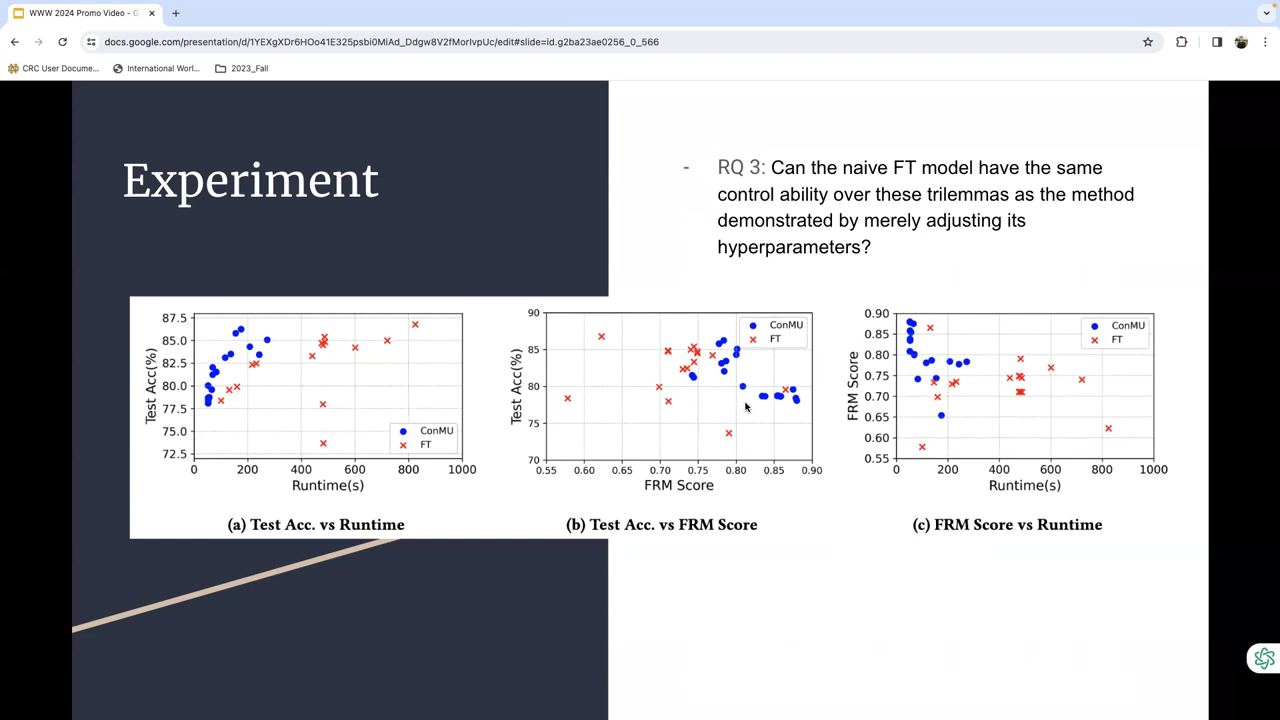 WWW 2024 Promo Video - G
docs.google.com/presentation/d/1YEXgXDr6HOo41E325psbi0MiAd_Ddgw8V2fMorIvpUc/edit#slide=id.g2ba23ae0256_0_566
CRC User Docume...
International Worl...
2023_Fall
Experiment
- RQ 3: Can the naive FT model have the same
control ability over these trilemmas as the method
demonstrated by merely adjusting its
hyperparameters?
Test Acc(%)
87.5
85.0
82.5
80.0
77.5
75.0
72.5
ConMU
FT
0 200 400 600 800 1000
Runtime(s)
(a) Test Acc. vs Runtime
Test Acc(%)
90
85
80
75
70
ConMU
FT
0.55 0.60 0.65 0.70 0.75 0.80 0.85 0.90
FRM Score
(b) Test Acc. vs FRM Score
FRM Score
0.90
0.85
0.80
0.75
0.70
0.65
0.60
0.55
ConMU
FT
0 200 400 600 800 1000
Runtime(s)
(c) FRM Score vs Runtime